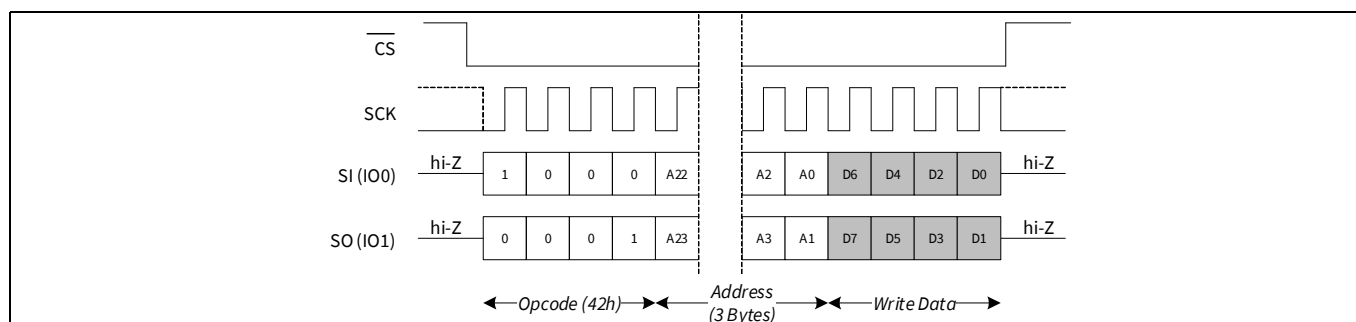 CS
SCK
SI (IO0) hi-Z 1 0 0 0 A22 A2 A0 D6 D4 D2 D0 hi-Z
SO (IO1) hi-Z 0 0 0 1 A23 A3 A1 D7 D5 D3 D1 hi-Z
Opcode (42h) Address (3 Bytes) Write Data